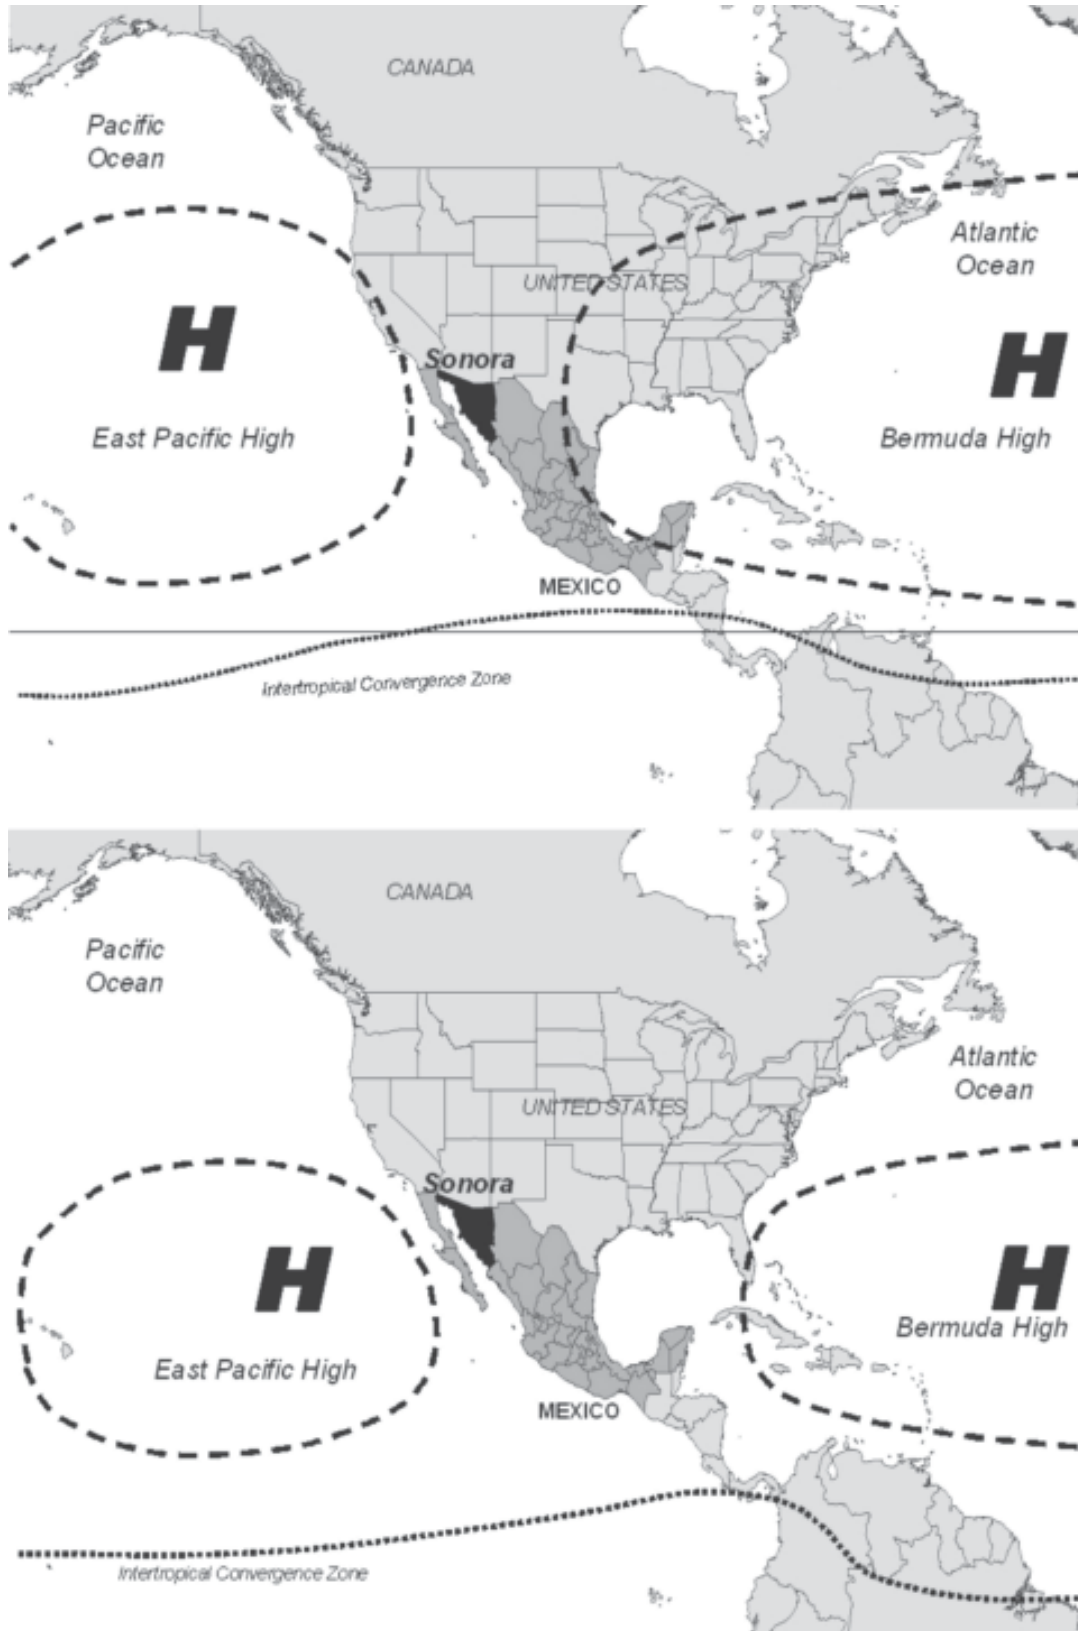 CANADA
Pacific
Ocean
Atlantic
Ocean
UNITED STATES
H
H
Sonora
East Pacific High
Bermuda High
MEXICO
Intertropical Convergence Zone
CANADA
Pacific
Ocean
Atlantic
Ocean
UNITED STATES
Sonora
H
H
Bermuda High
East Pacific High
MEXICO
Intertropical Convergence Zone